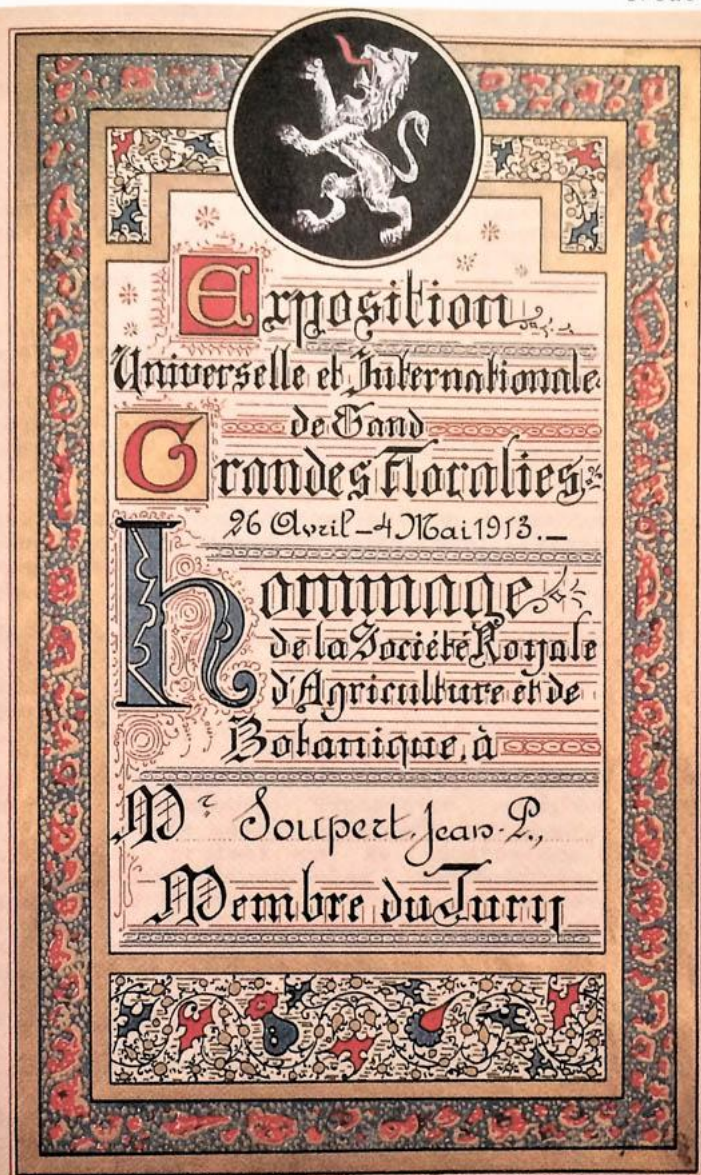 Exposition
Universelle et Internationale
de Gand
Grandes Floralies
26 Avril - 4 Mai 1913. -
hommage
de la Société Royale
d'Agriculture et de
Botanique, à
Mr Soupert, Jean-P.,
Membre du Jury